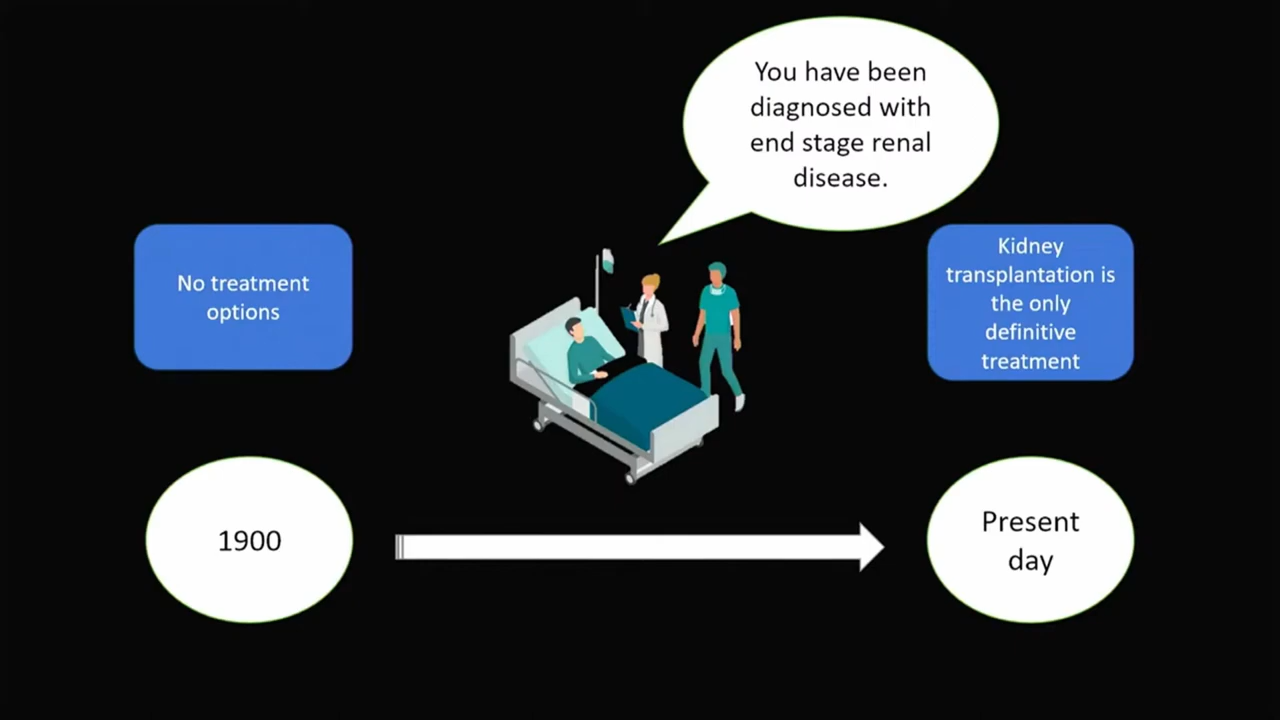 You have been
diagnosed with
end stage renal
disease.
No treatment
options
Kidney
transplantation is
the only
definitive
treatment
1900
Present
day